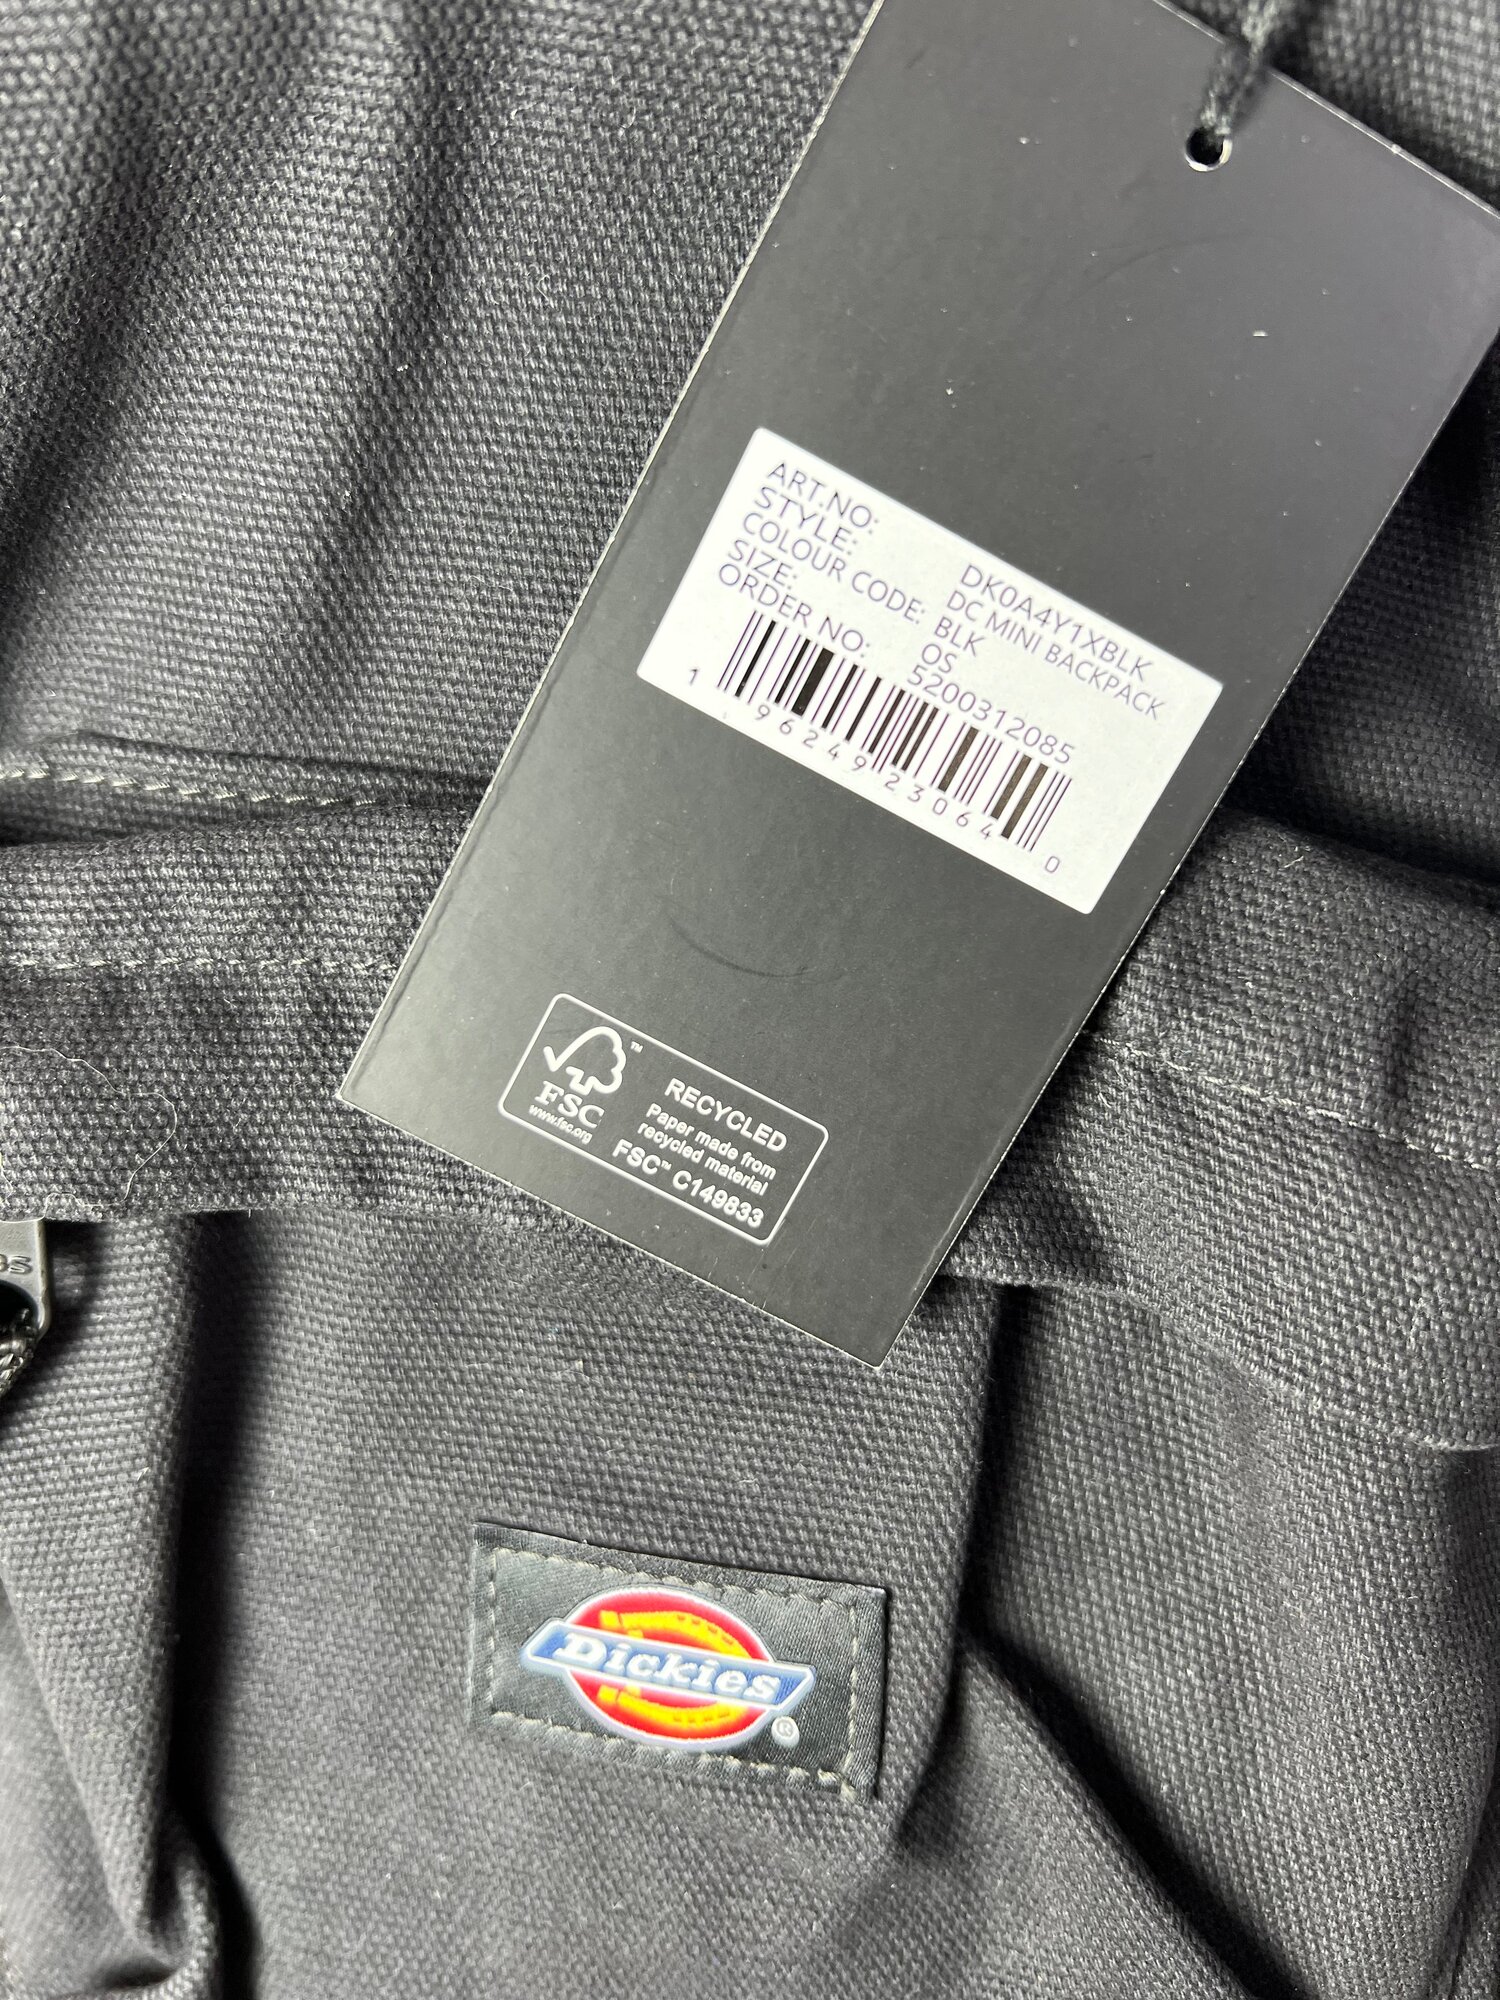 ART.NO: DK0A4Y1XBLK
STYLE: DC MINI BACKPACK
COLOUR CODE: BLK
SIZE: OS
ORDER NO: 5200312085
1 96249 23064 0
FSC™
www.fsc.org
RECYCLED
Paper made from
recycled material
FSC™ C149833
Dickies®